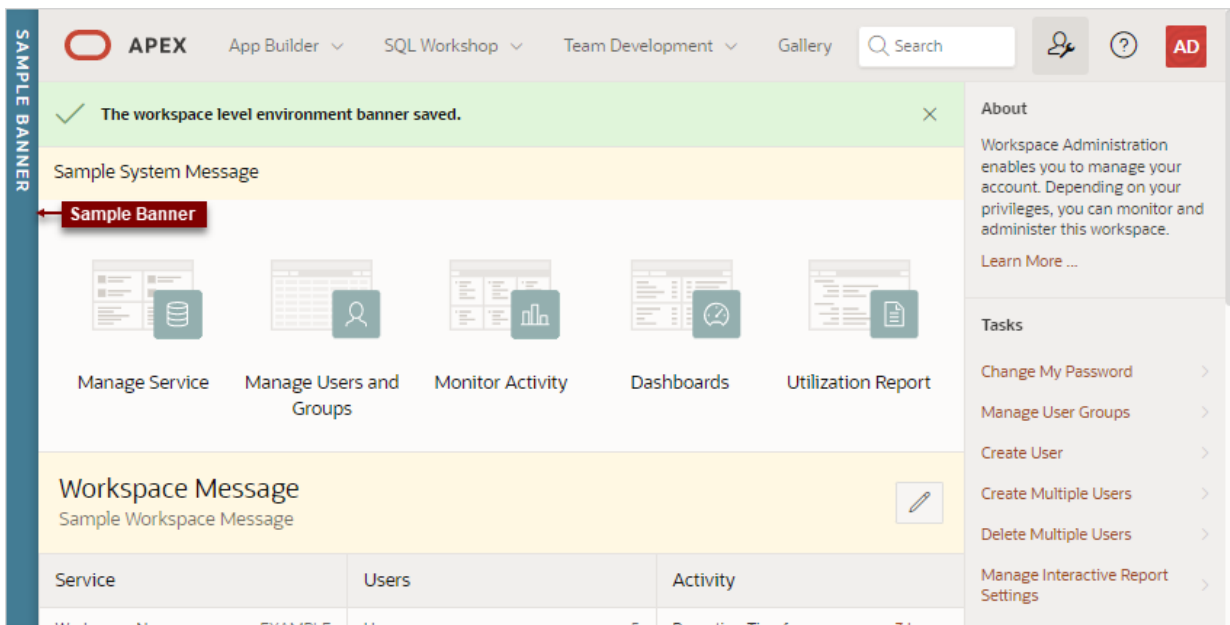 SAMPLE BANNER
APEX
App Builder
SQL Workshop
Team Development
Gallery
Search
AD
The workspace level environment banner saved.
Sample System Message
Sample Banner
Manage Service
Manage Users and
Groups
Monitor Activity
Dashboards
Utilization Report
Workspace Message
Sample Workspace Message
Service
Users
Activity
About
Workspace Administration
enables you to manage your
account. Depending on your
privileges, you can monitor and
administer this workspace.
Learn More ...
Tasks
Change My Password
Manage User Groups
Create User
Create Multiple Users
Delete Multiple Users
Manage Interactive Report
Settings